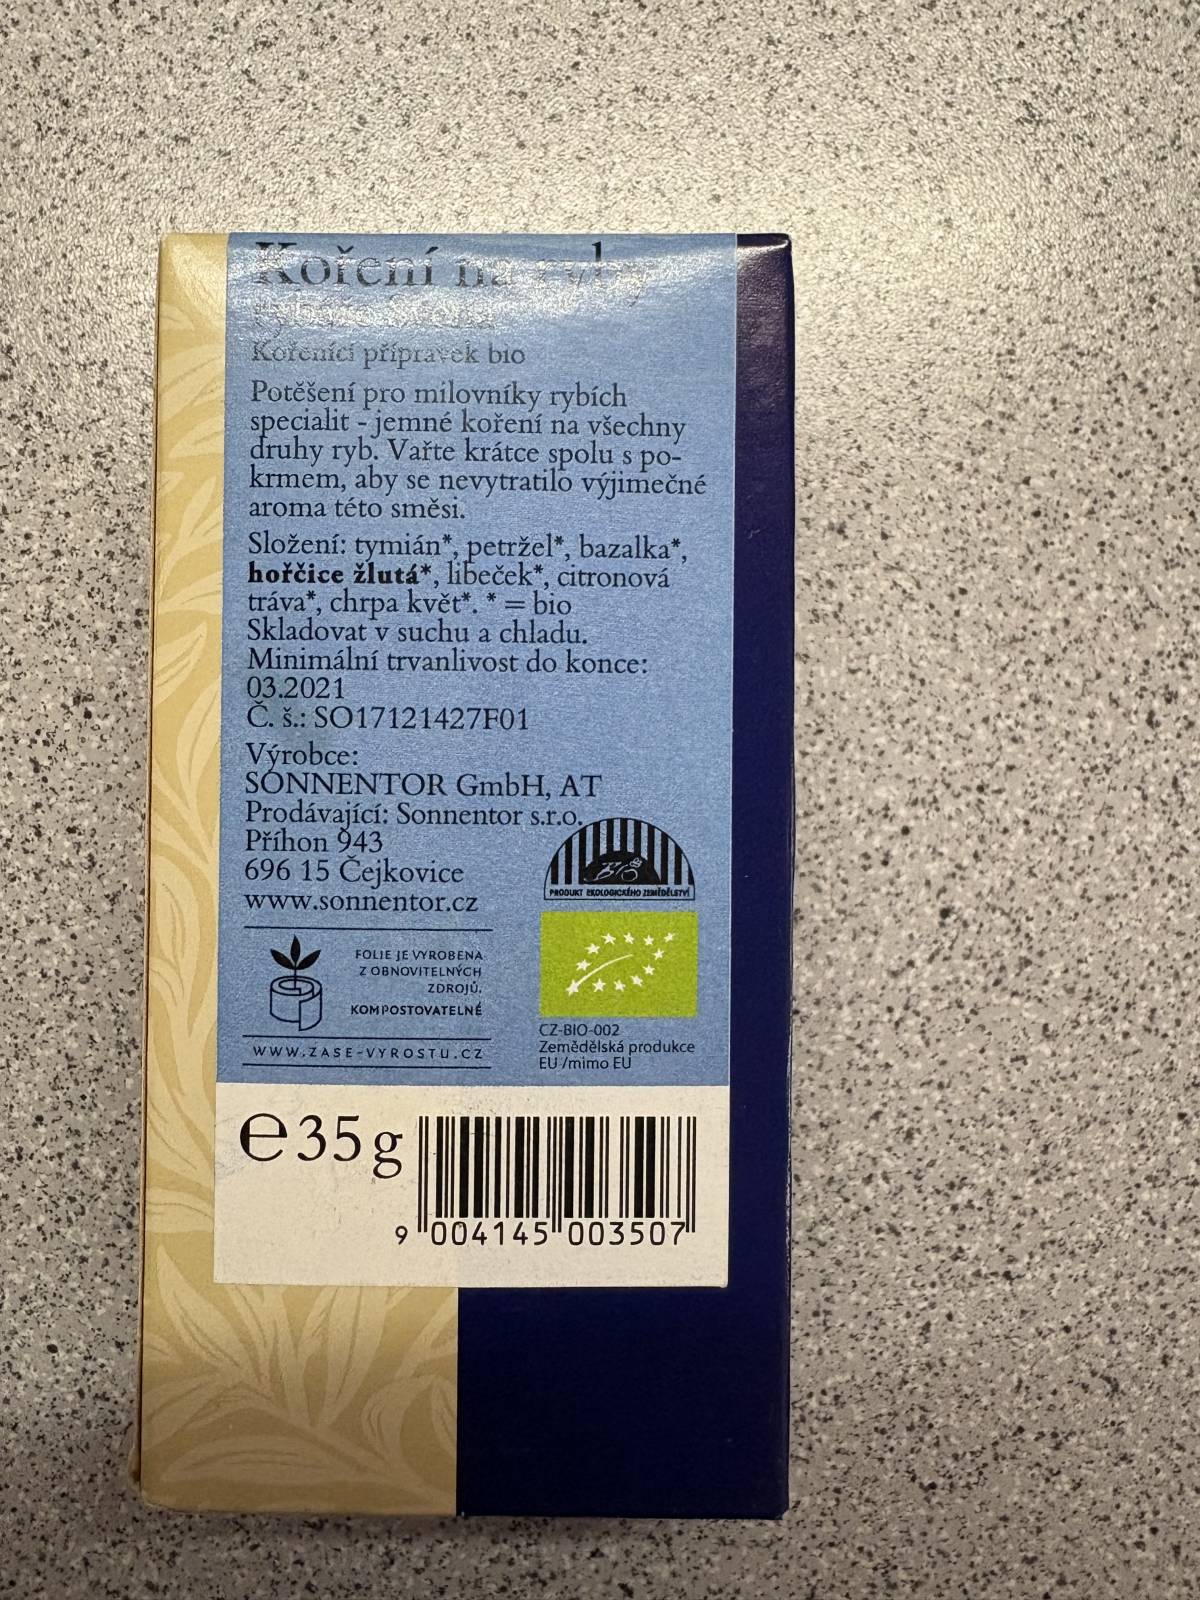 Koření na ryby
Kořenící přípravek bio
Potěšení pro milovníky rybích
specialit - jemné koření na všechny
druhy ryb. Vařte krátce spolu s po-
krmem, aby se nevytratilo výjimečné
aroma této směsi.
Složení: tymián*, petržel*, bazalka*,
hořčice žlutá*, libeček*, citronová
tráva*, chrpa květ*. * = bio
Skladovat v suchu a chladu.
Minimální trvanlivost do konce:
03.2021
Č. š.: SO17121427F01
Výrobce:
SONNENTOR GmbH, AT
Prodávající: Sonnentor s.r.o.
Příhon 943
696 15 Čejkovice
www.sonnentor.cz
BIO
PRODUKT EKOLOGICKÉHO ZEMĚDĚLSTVÍ
FOLIE JE VYROBENA
Z OBNOVITELNÝCH
ZDROJŮ.
KOMPOSTOVATELNÉ
WWW.ZASE-VYROSTU.CZ
CZ-BIO-002
Zemědělská produkce
EU /mimo EU
℮35g
9 004145 003507